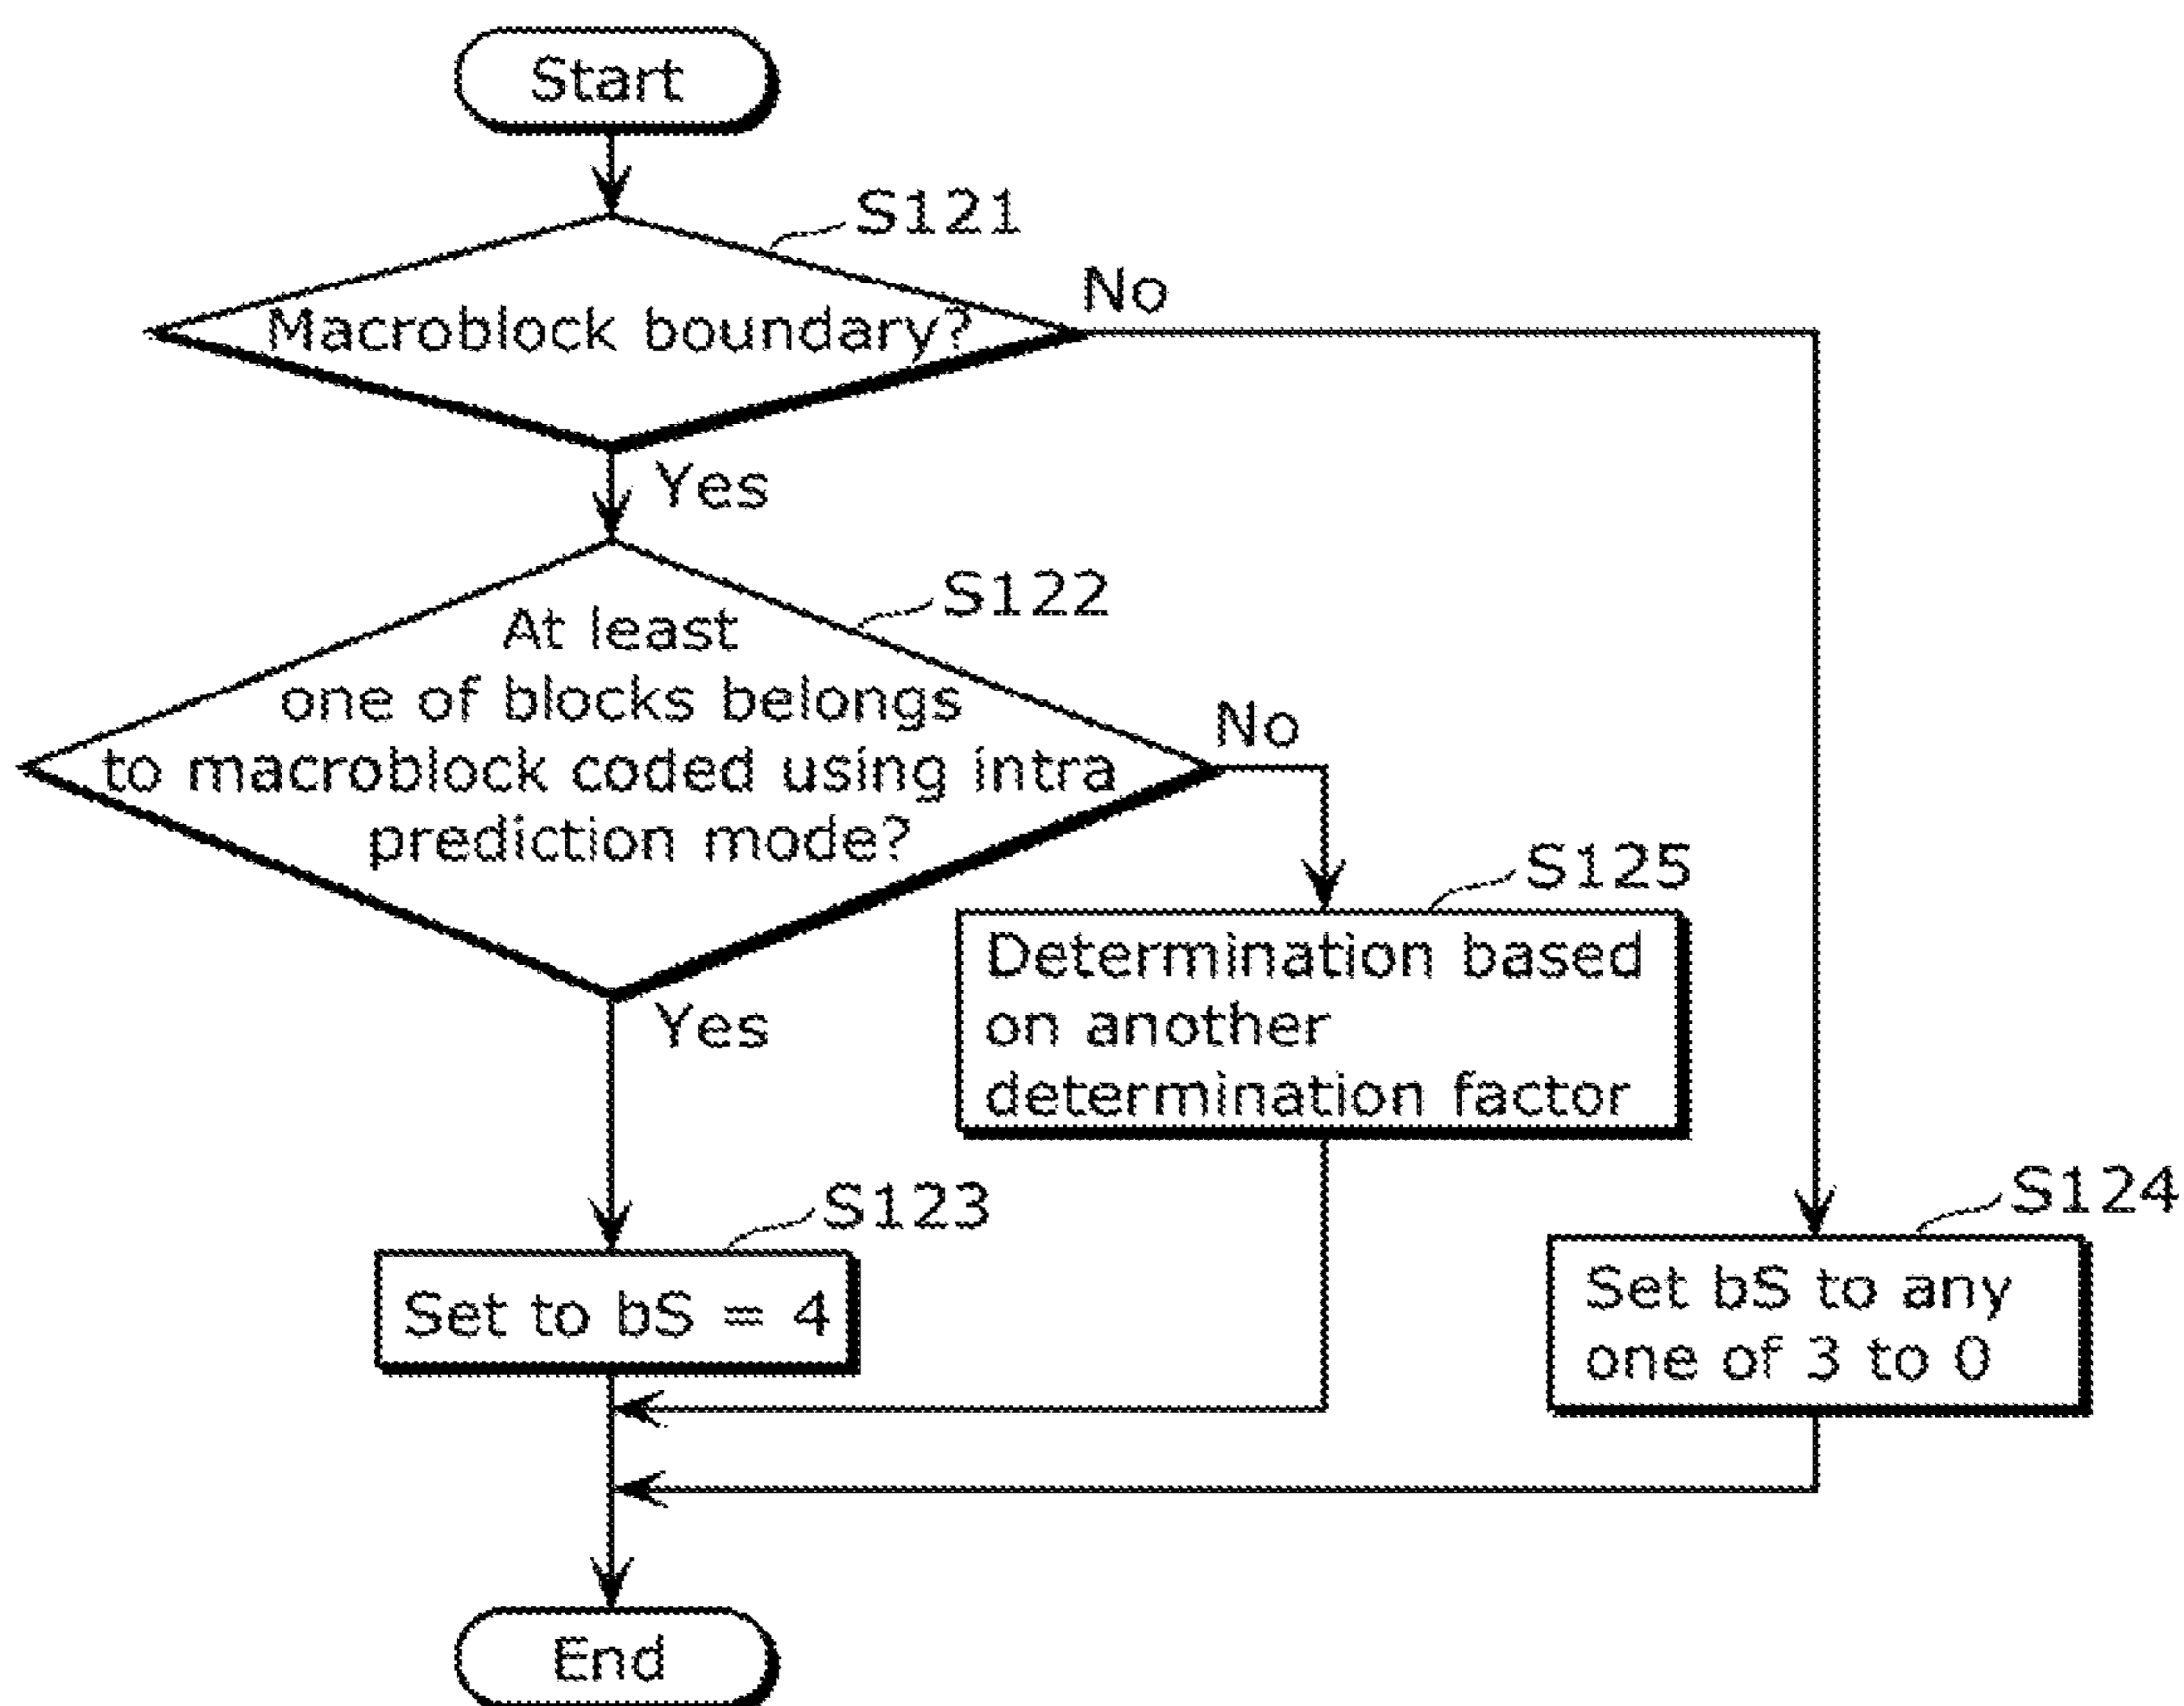 Start
S121
Macroblock boundary?
No
Yes
S122
At least
one of blocks belongs
to macroblock coded using intra
prediction mode?
No
Yes
S125
Determination based
on another
determination factor
S123
Set to bS = 4
S124
Set bS to any
one of 3 to 0
End